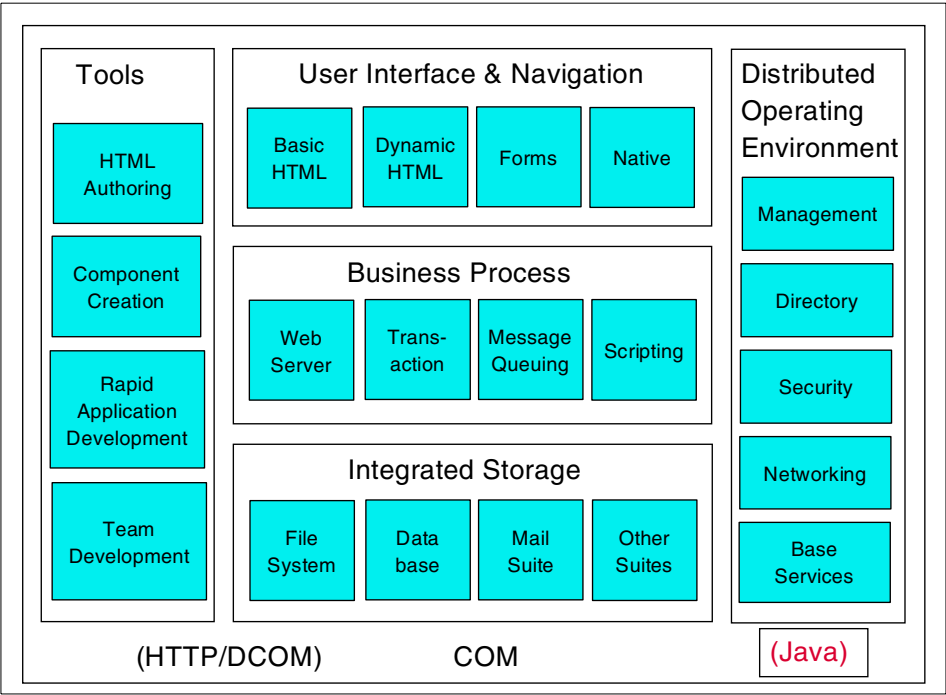 Tools
HTML
Authoring
Component
Creation
Rapid
Application
Development
Team
Development
User Interface & Navigation
Basic
HTML
Dynamic
HTML
Forms
Native
Business Process
Web
Server
Trans-
action
Message
Queuing
Scripting
Integrated Storage
File
System
Data
base
Mail
Suite
Other
Suites
Distributed
Operating
Environment
Management
Directory
Security
Networking
Base
Services
(HTTP/DCOM)
COM
(Java)